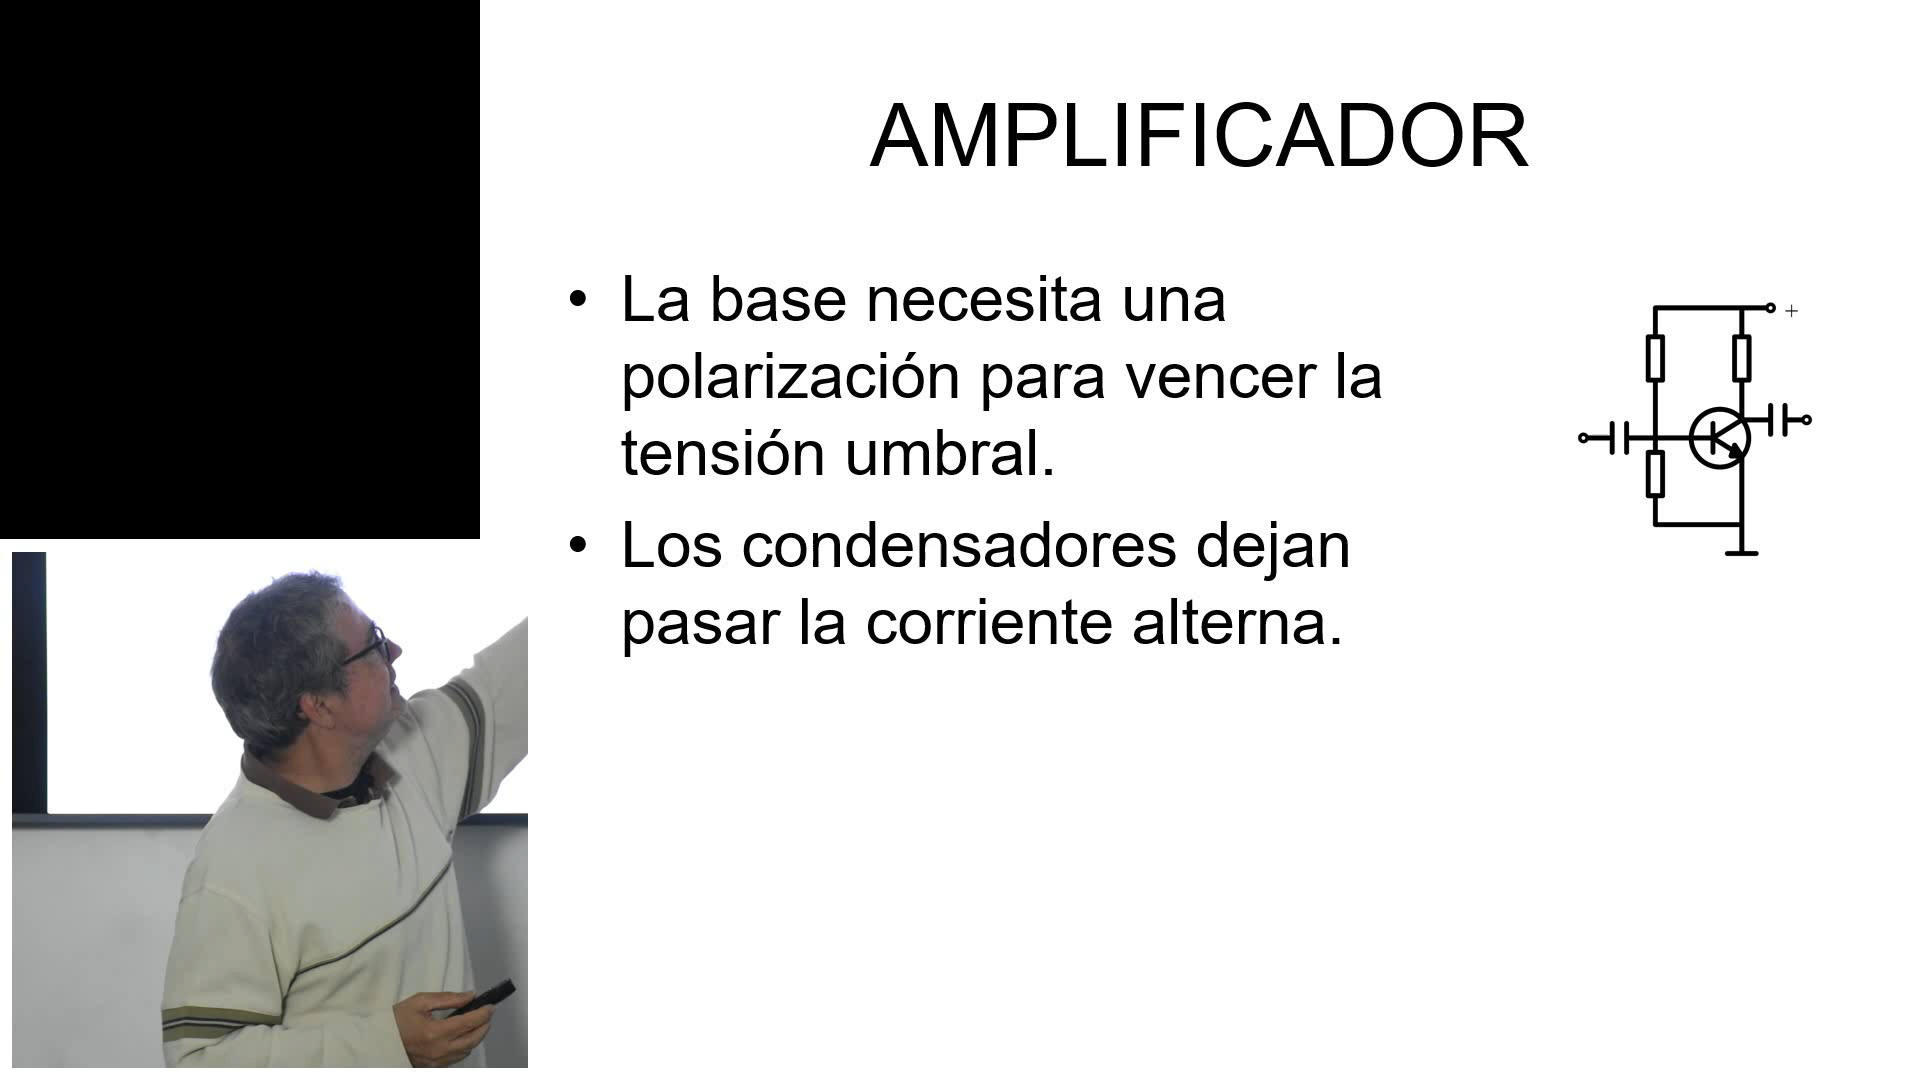 AMPLIFICADOR
• La base necesita una
polarización para vencer la
tensión umbral.
• Los condensadores dejan
pasar la corriente alterna.
+